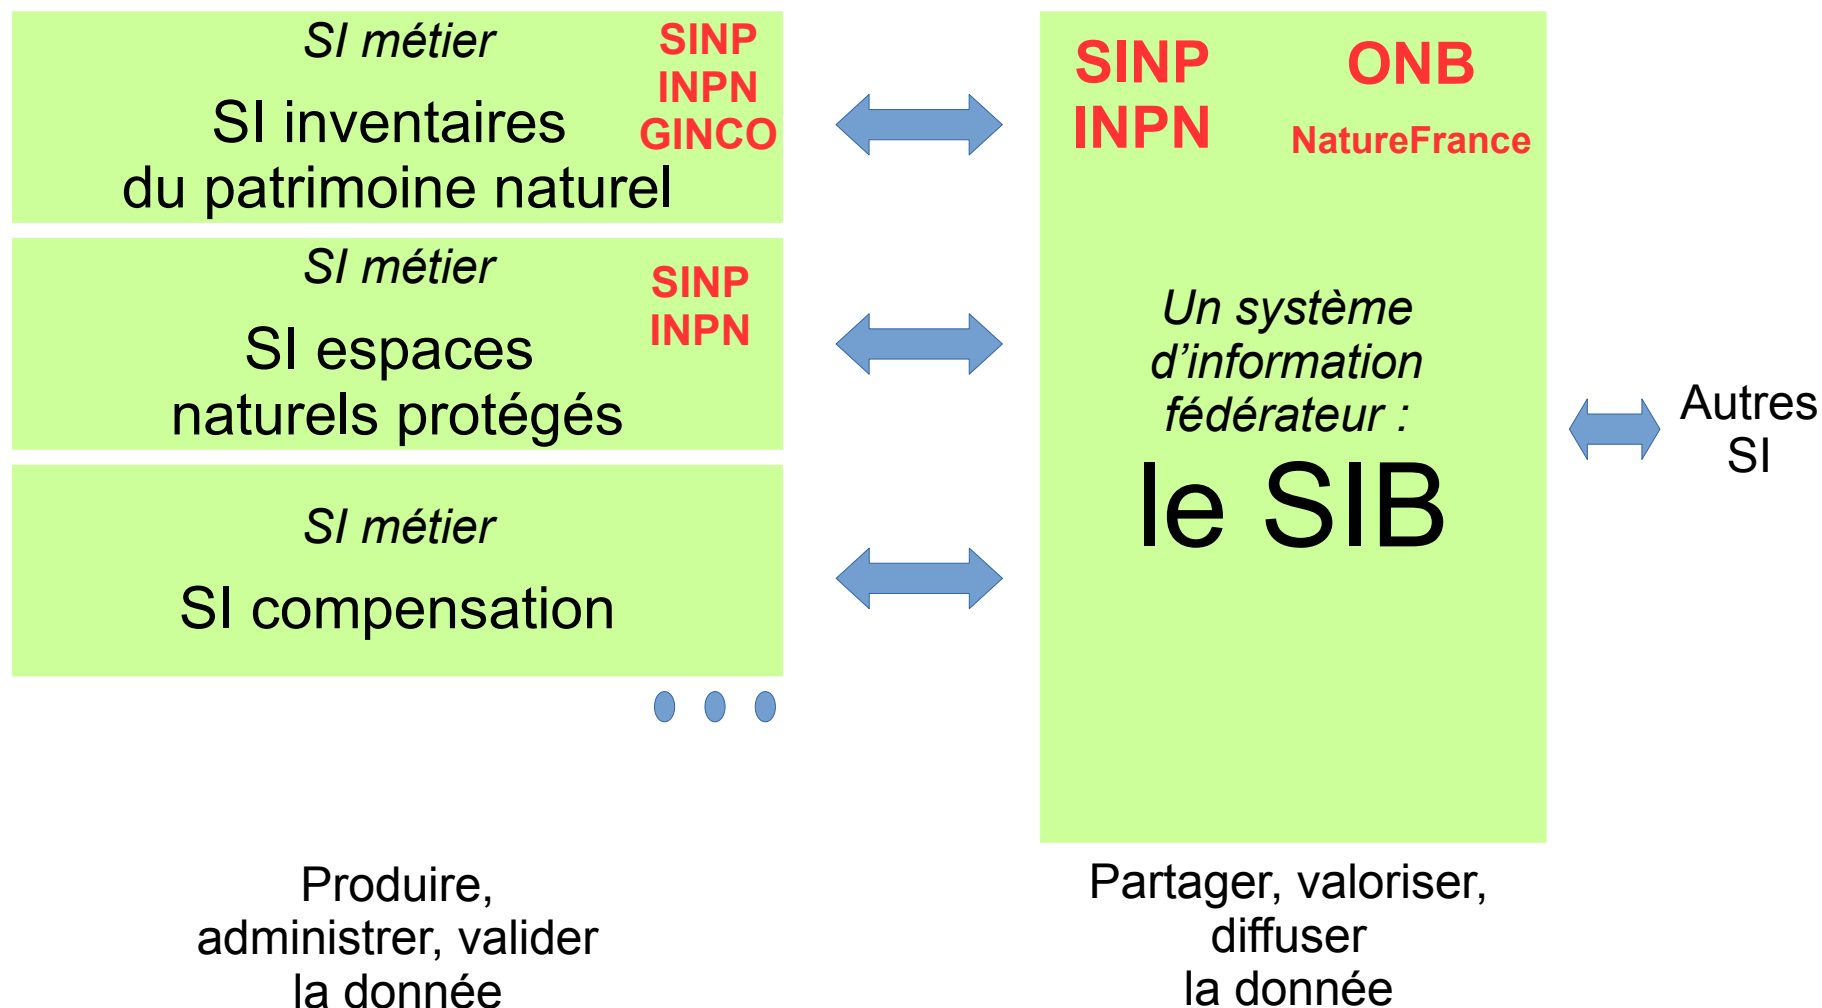 SI métier
SINP
INPN
GINCO
SI inventaires
du patrimoine naturel
SI métier
SINP
INPN
SI espaces
naturels protégés
SI métier
SI compensation
Produire,
administrer, valider
la donnée
SINP
INPN
ONB
NatureFrance
Un système
d’information
fédérateur :
le SIB
Partager, valoriser,
diffuser
la donnée
Autres
SI